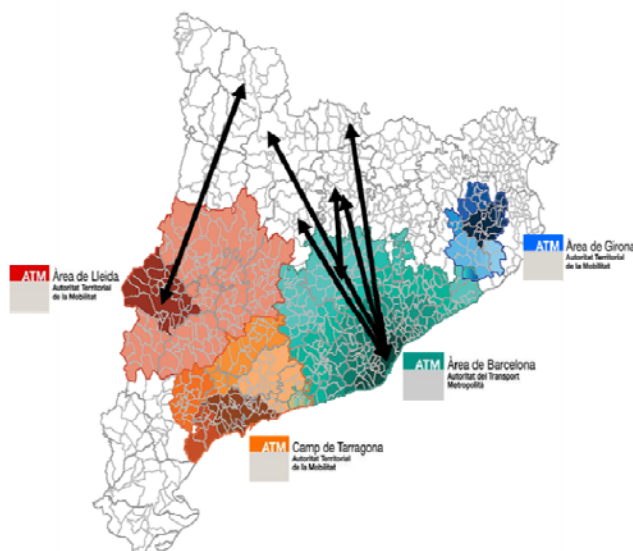 ATM Àrea de Lleida
Autoritat Territorial
de la Mobilitat
ATM Àrea de Girona
Autoritat Territorial
de la Mobilitat
ATM Àrea de Barcelona
Autoritat del Transport
Metropolità
ATM Camp de Tarragona
Autoritat Territorial
de la Mobilitat